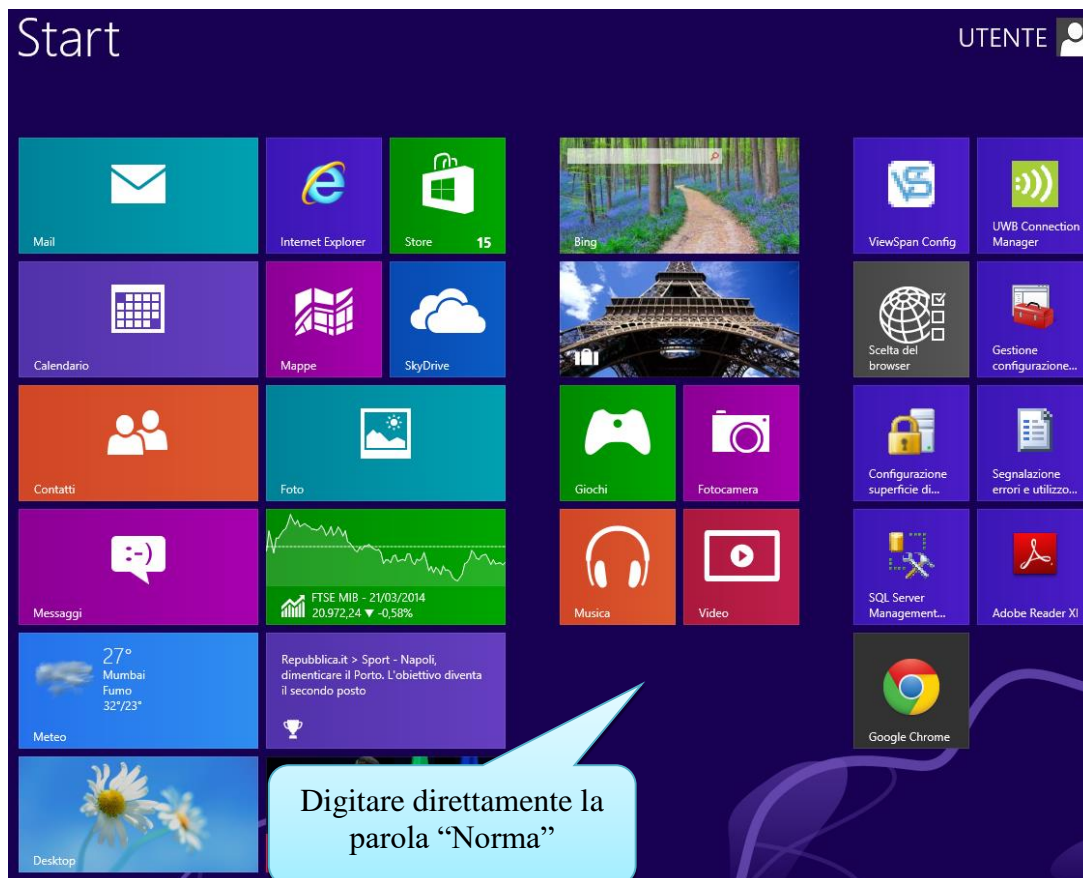 Start
UTENTE
Mail
Internet Explorer
Store
15
Bing
ViewSpan Config
UWB Connection
Manager
Calendario
Mappe
SkyDrive
Scelta del
browser
Gestione
configurazione...
Contatti
Foto
Giochi
Fotocamera
Configurazione
superficie di...
Segnalazione
errori e utilizzo...
Messaggi
FTSE MIB - 21/03/2014
20.972,24 ▼ -0,58%
Musica
Video
SQL Server
Management...
Adobe Reader XI
27°
Mumbai
Fumo
32°/23°
Meteo
Repubblica.it > Sport - Napoli,
dimenticare il Porto. L'obiettivo diventa
il secondo posto
Google Chrome
Desktop
Digitare direttamente la
parola “Norma”